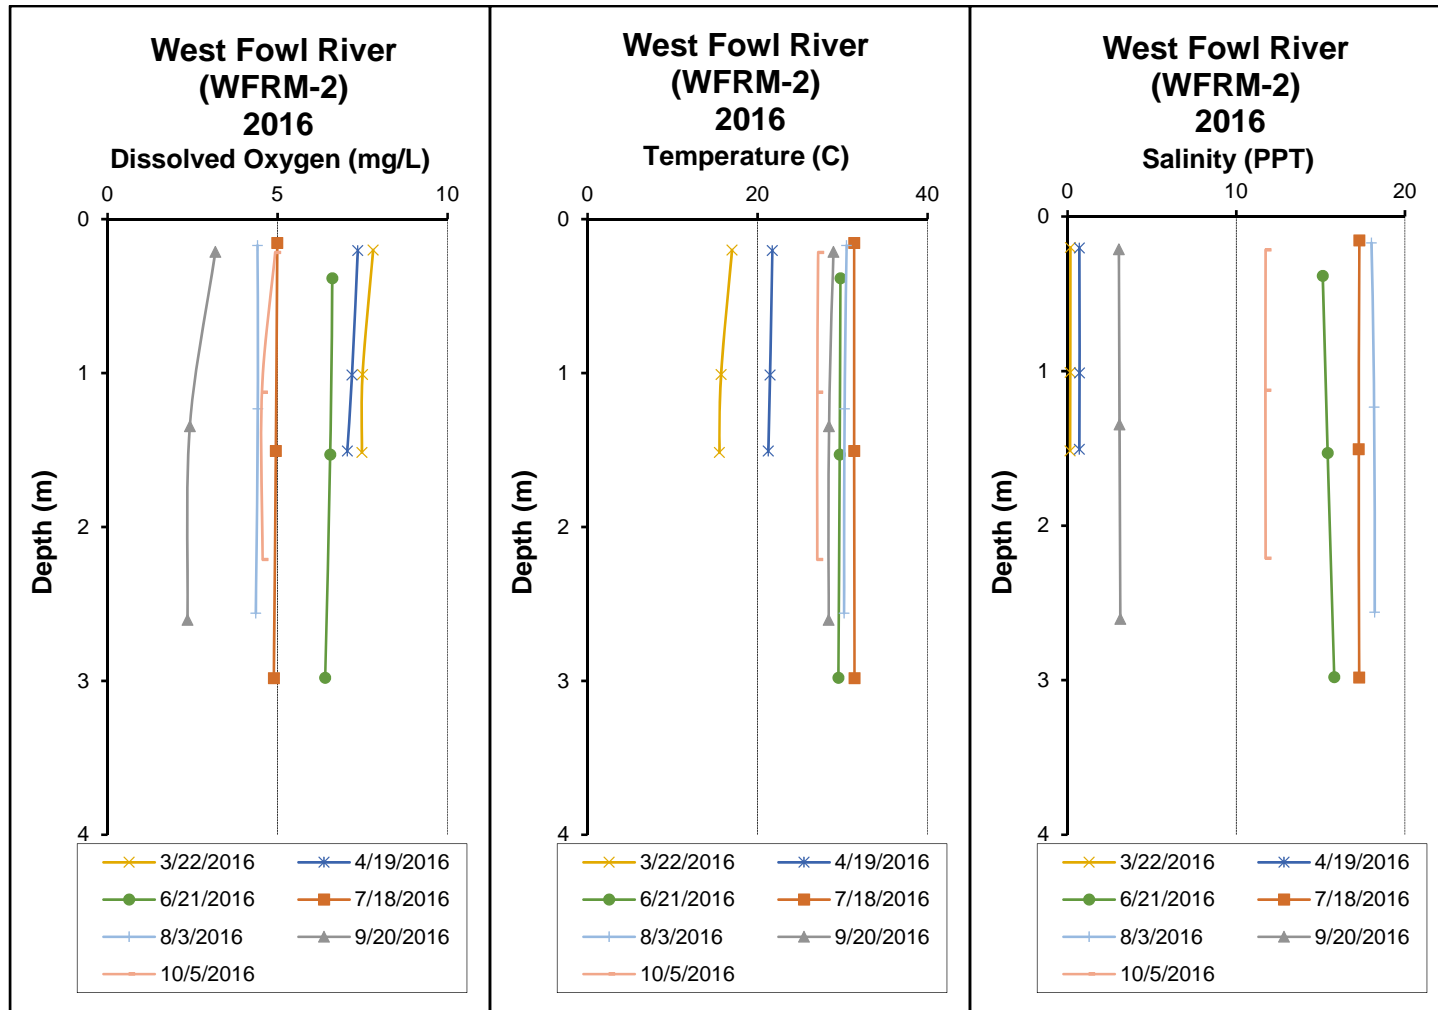 West Fowl River
(WFRM-2)
2016
Dissolved Oxygen (mg/L)
0 5 10
0
1
2
3
4
Depth (m)
3/22/2016 4/19/2016
6/21/2016 7/18/2016
8/3/2016 9/20/2016
10/5/2016
West Fowl River
(WFRM-2)
2016
Temperature (C)
0 20 40
0
1
2
3
4
Depth (m)
3/22/2016 4/19/2016
6/21/2016 7/18/2016
8/3/2016 9/20/2016
10/5/2016
West Fowl River
(WFRM-2)
2016
Salinity (PPT)
0 10 20
0
1
2
3
4
Depth (m)
3/22/2016 4/19/2016
6/21/2016 7/18/2016
8/3/2016 9/20/2016
10/5/2016